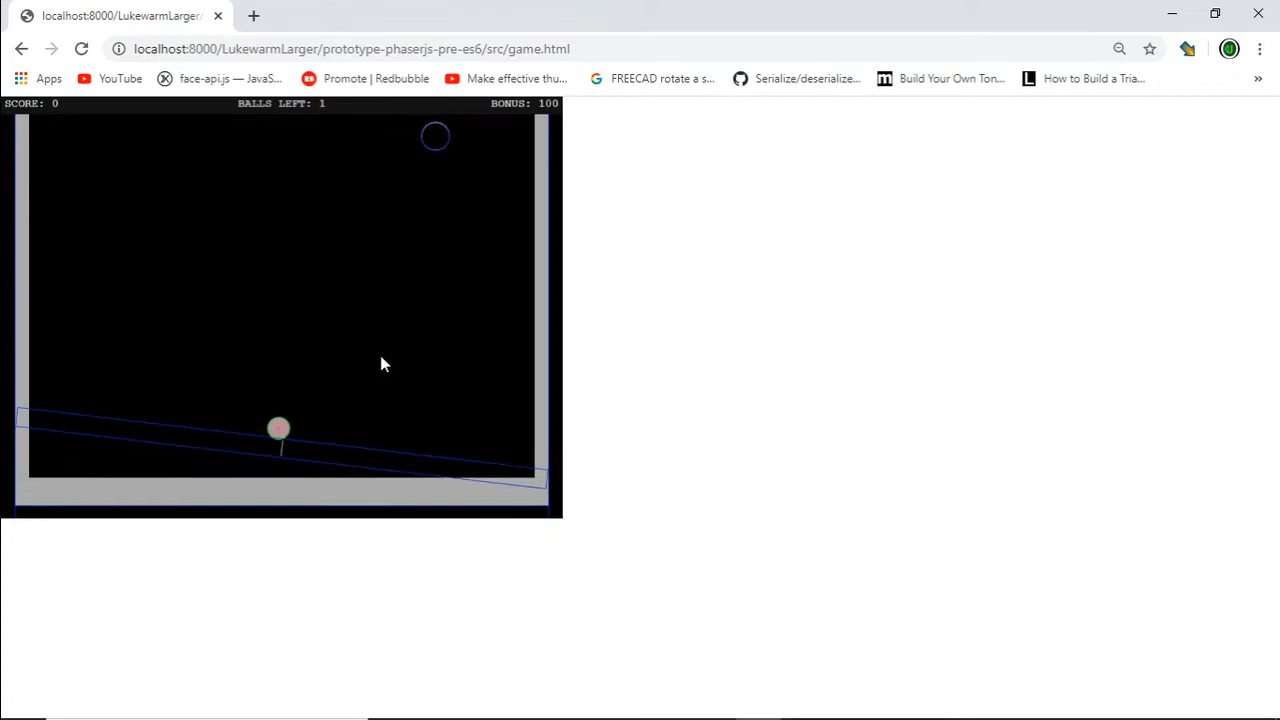 localhost:8000/LukewarmLarger/
localhost:8000/LukewarmLarger/prototype-phaserjs-pre-es6/src/game.html
Apps YouTube face-api.js — JavaS... Promote | Redbubble Make effective thu... FREECAD rotate a s... Serialize/deserialize... Build Your Own Ton... How to Build a Tria...
SCORE: 0 BALLS LEFT: 1 BONUS: 100